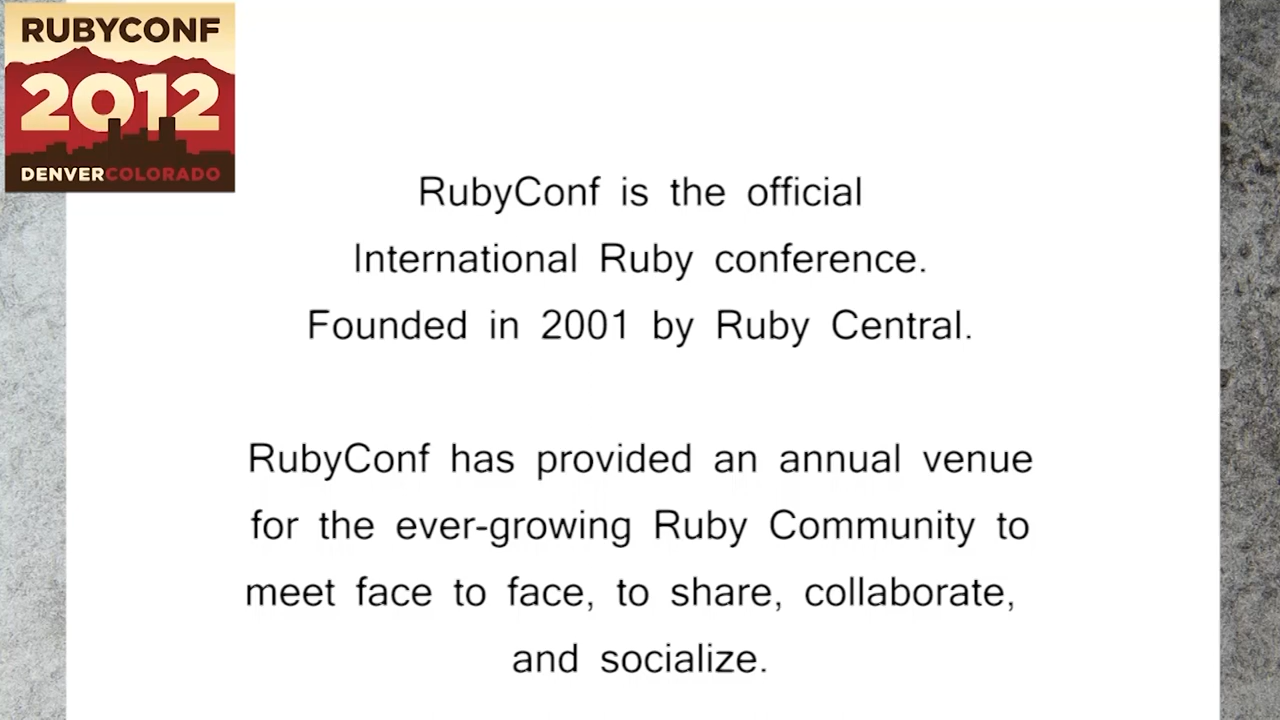 RUBYCONF
2012
DENVERCOLORADO
RubyConf is the official
International Ruby conference.
Founded in 2001 by Ruby Central.
RubyConf has provided an annual venue
for the ever-growing Ruby Community to
meet face to face, to share, collaborate,
and socialize.